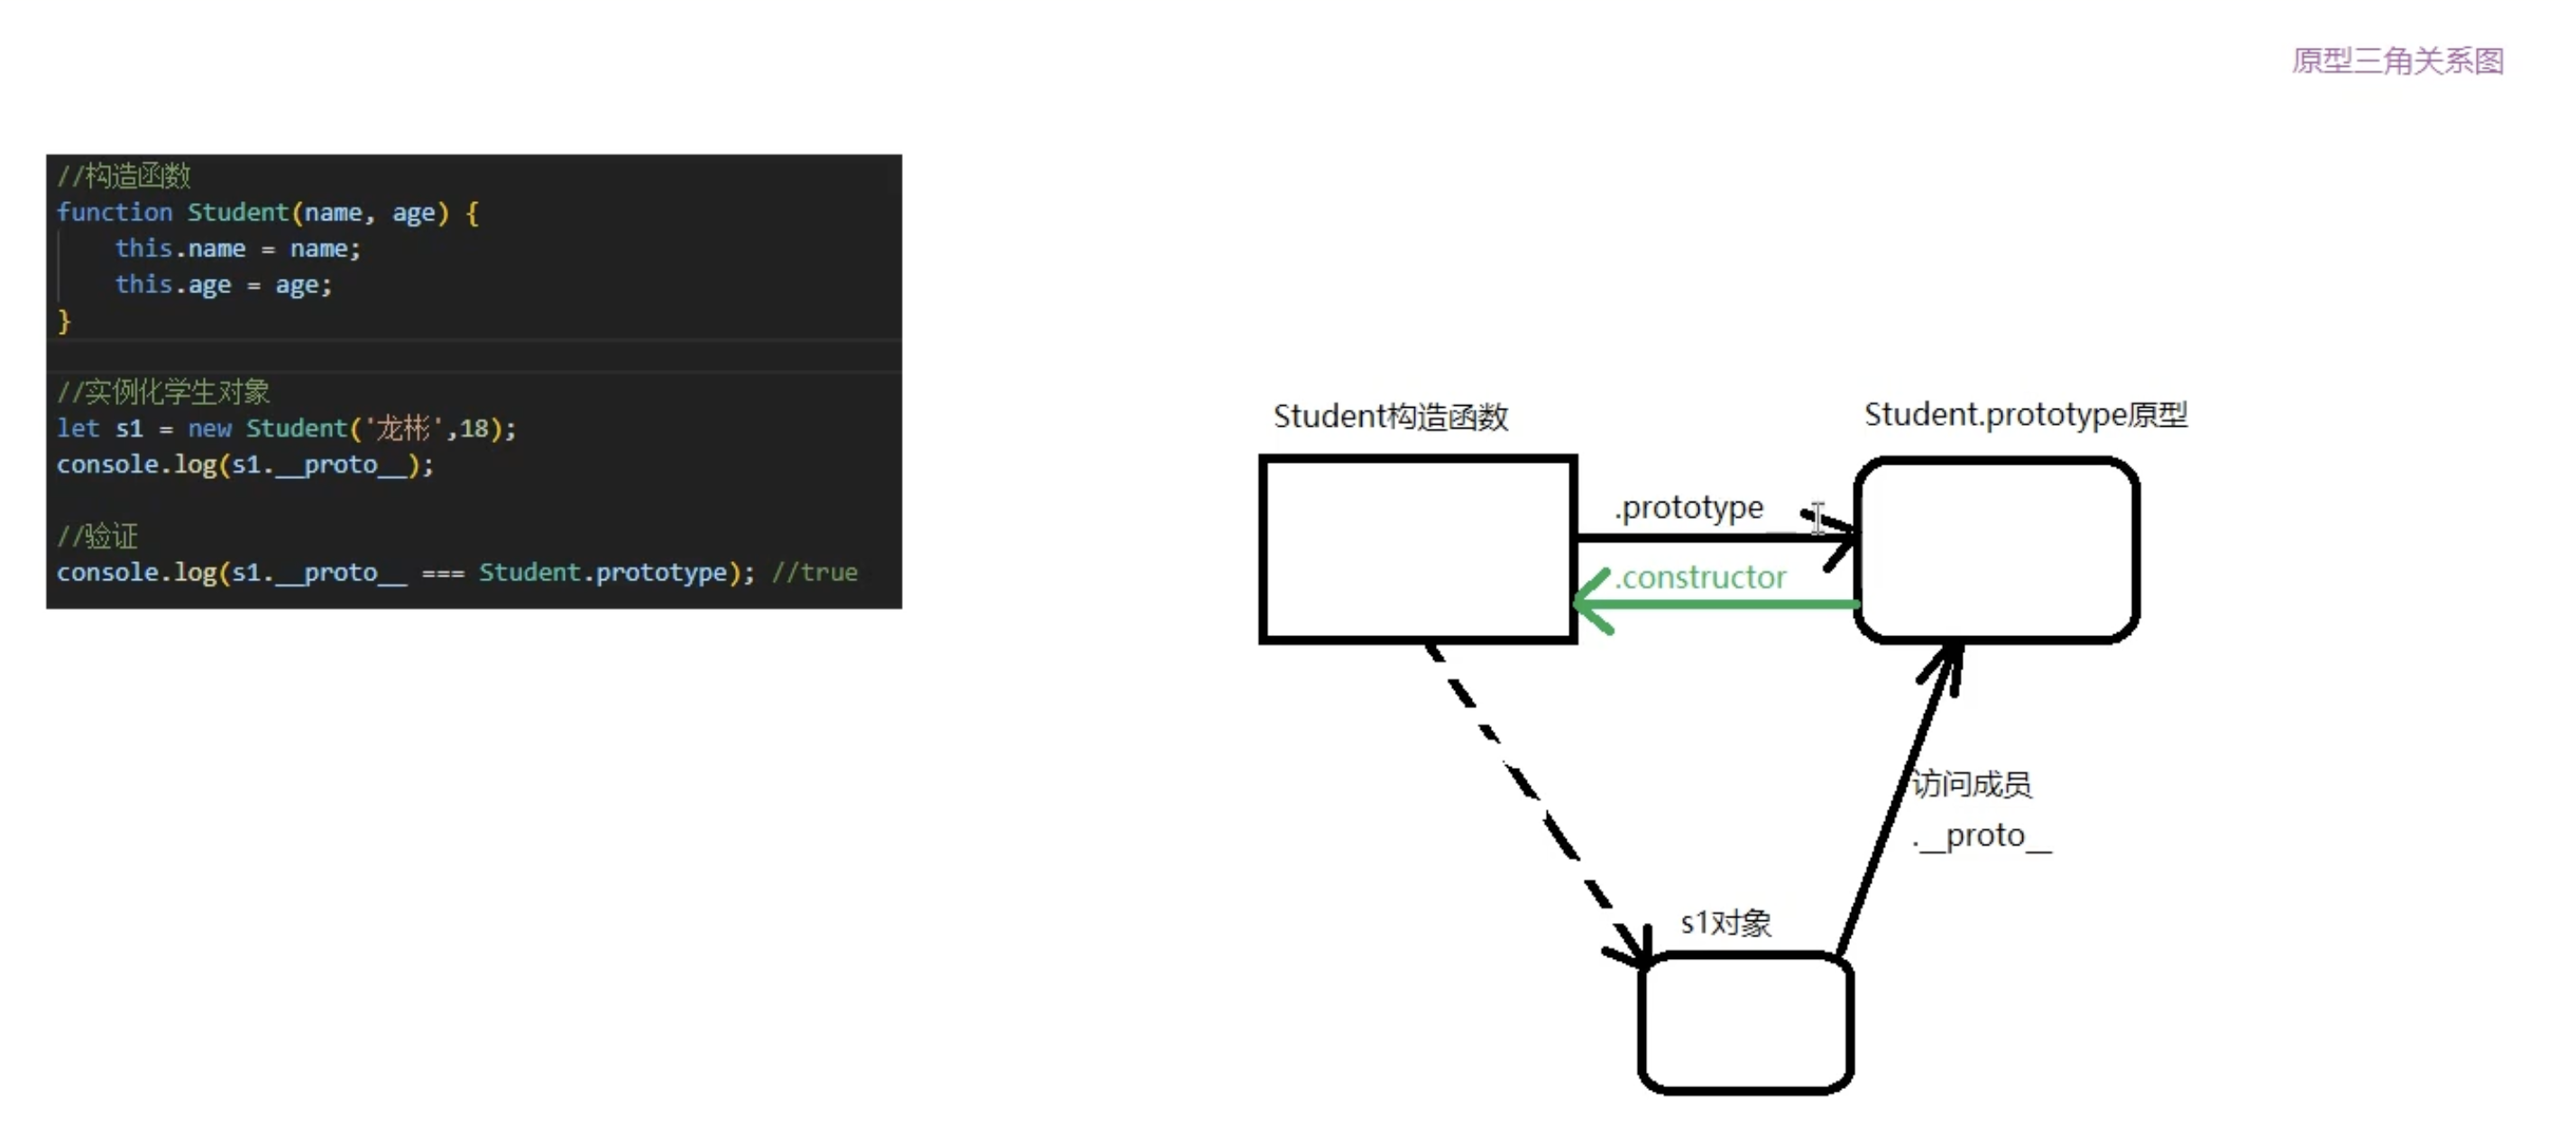 原型三角关系图
//构造函数
function Student(name, age) {
    this.name = name;
    this.age = age;
}
//实例化学生对象
let s1 = new Student('龙彬',18);
console.log(s1.__proto__);
//验证
console.log(s1.__proto__ === Student.prototype); //true
Student构造函数
Student.prototype原型
.prototype
.constructor
访问成员
.__proto__
s1对象